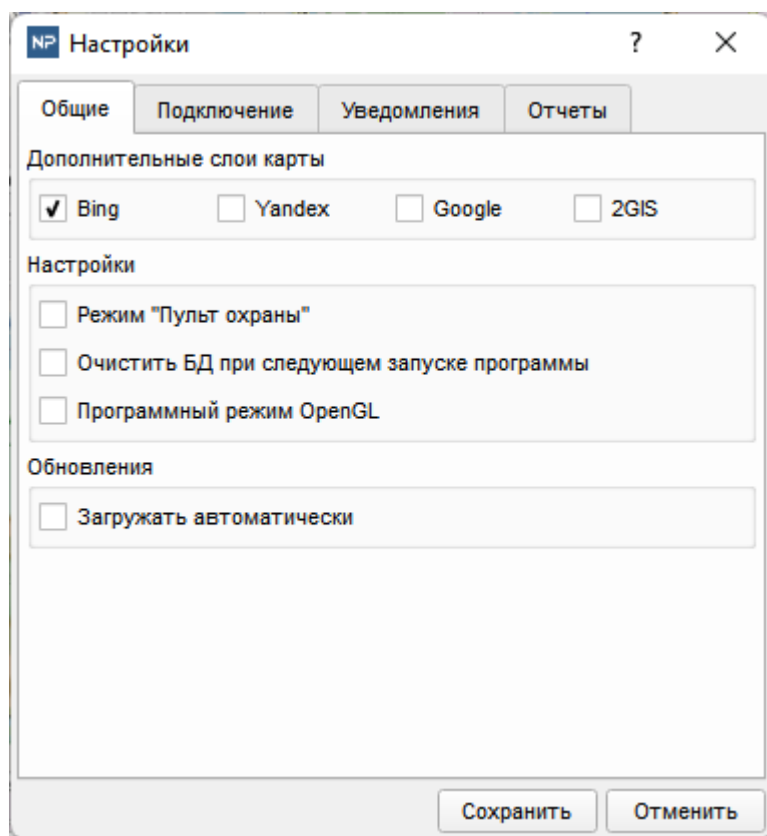 NP Настройки ?
Общие Подключение Уведомления Отчеты
Дополнительные слои карты
Bing Yandex Google 2GIS
Настройки
Режим "Пульт охраны"
Очистить БД при следующем запуске программы
Программный режим OpenGL
Обновления
Загружать автоматически
Сохранить Отменить